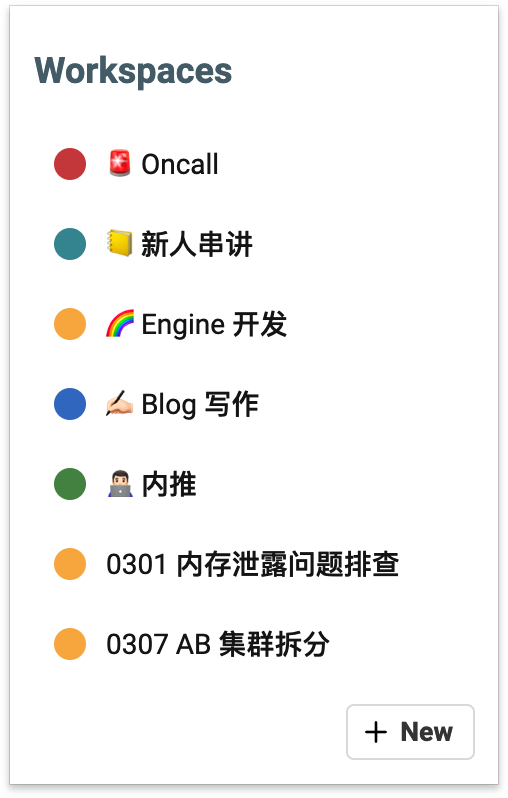 Workspaces
🚨 Oncall
📒 新人串讲
🌈 Engine 开发
✍🏻 Blog 写作
👨🏻‍💻 内推
0301 内存泄露问题排查
0307 AB 集群拆分
+ New